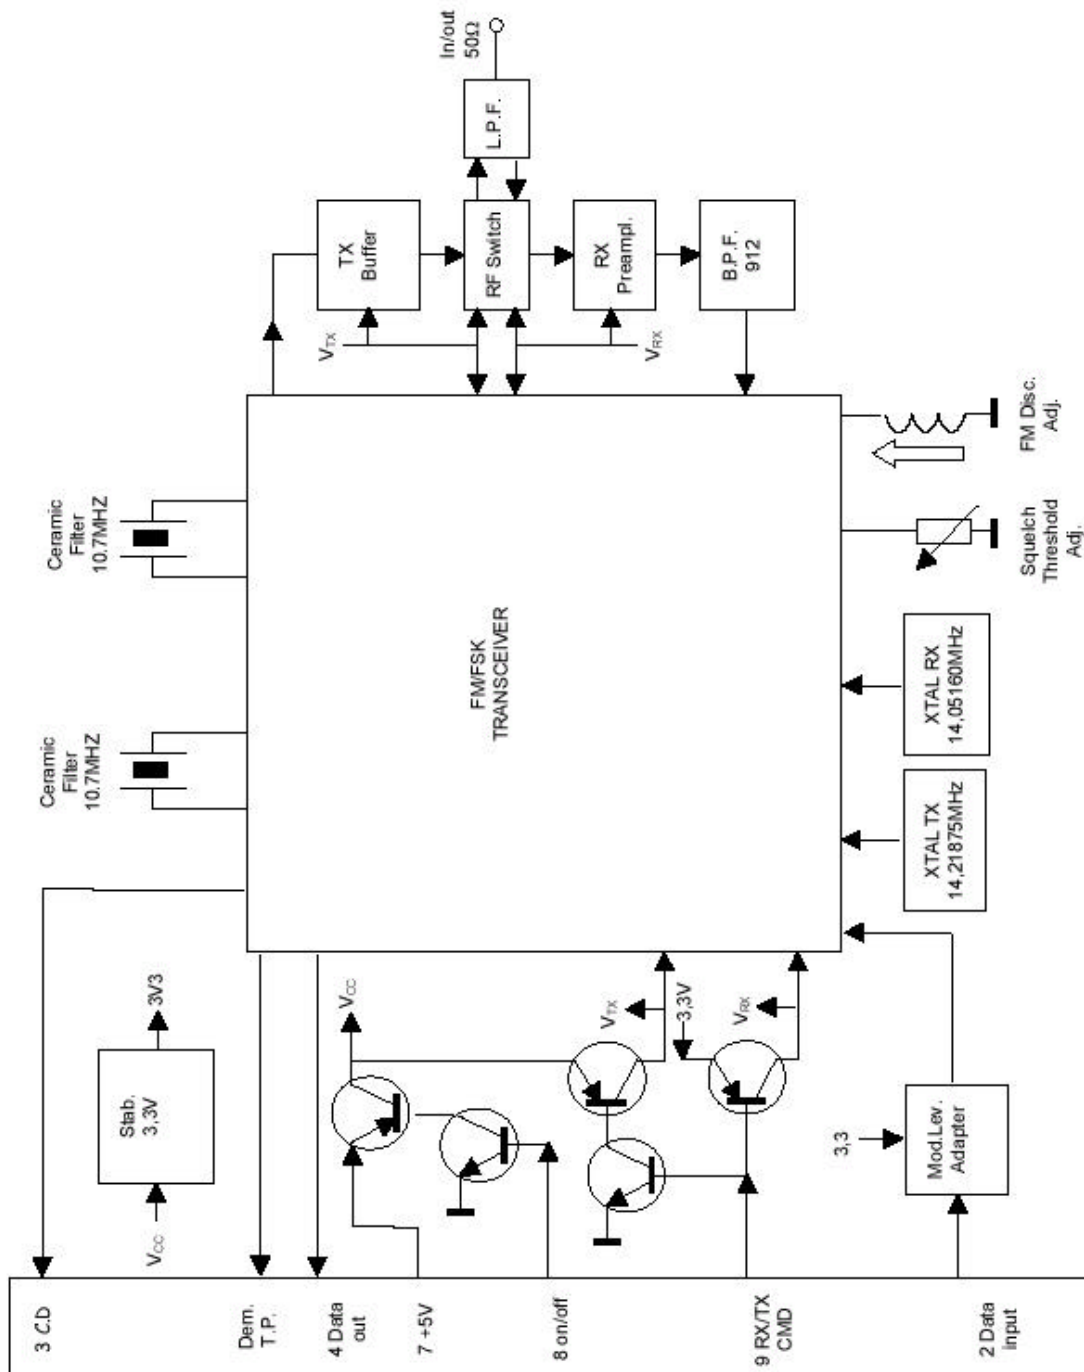 3 C.D
Dem.
T.P.
4 Data
out
7 +5V
8 on/off
9 RX/TX
CMD
2 Data
input
VCC
Stab.
3,3V
3V3
VCC
VTX
3,3V
VRX
3,3
Mod.Lev.
Adapter
Ceramic
Filter
10.7MHZ
Ceramic
Filter
10.7MHZ
FM/FSK
TRANSCEIVER
XTAL TX
14,21875MHz
XTAL RX
14,05160MHz
Squelch
Threshold
Adj.
FM Disc.
Adj.
VTX
VRX
TX
Buffer
RF Switch
RX
Preampl.
B.P.F.
912
L.P.F.
In/out
50Ω